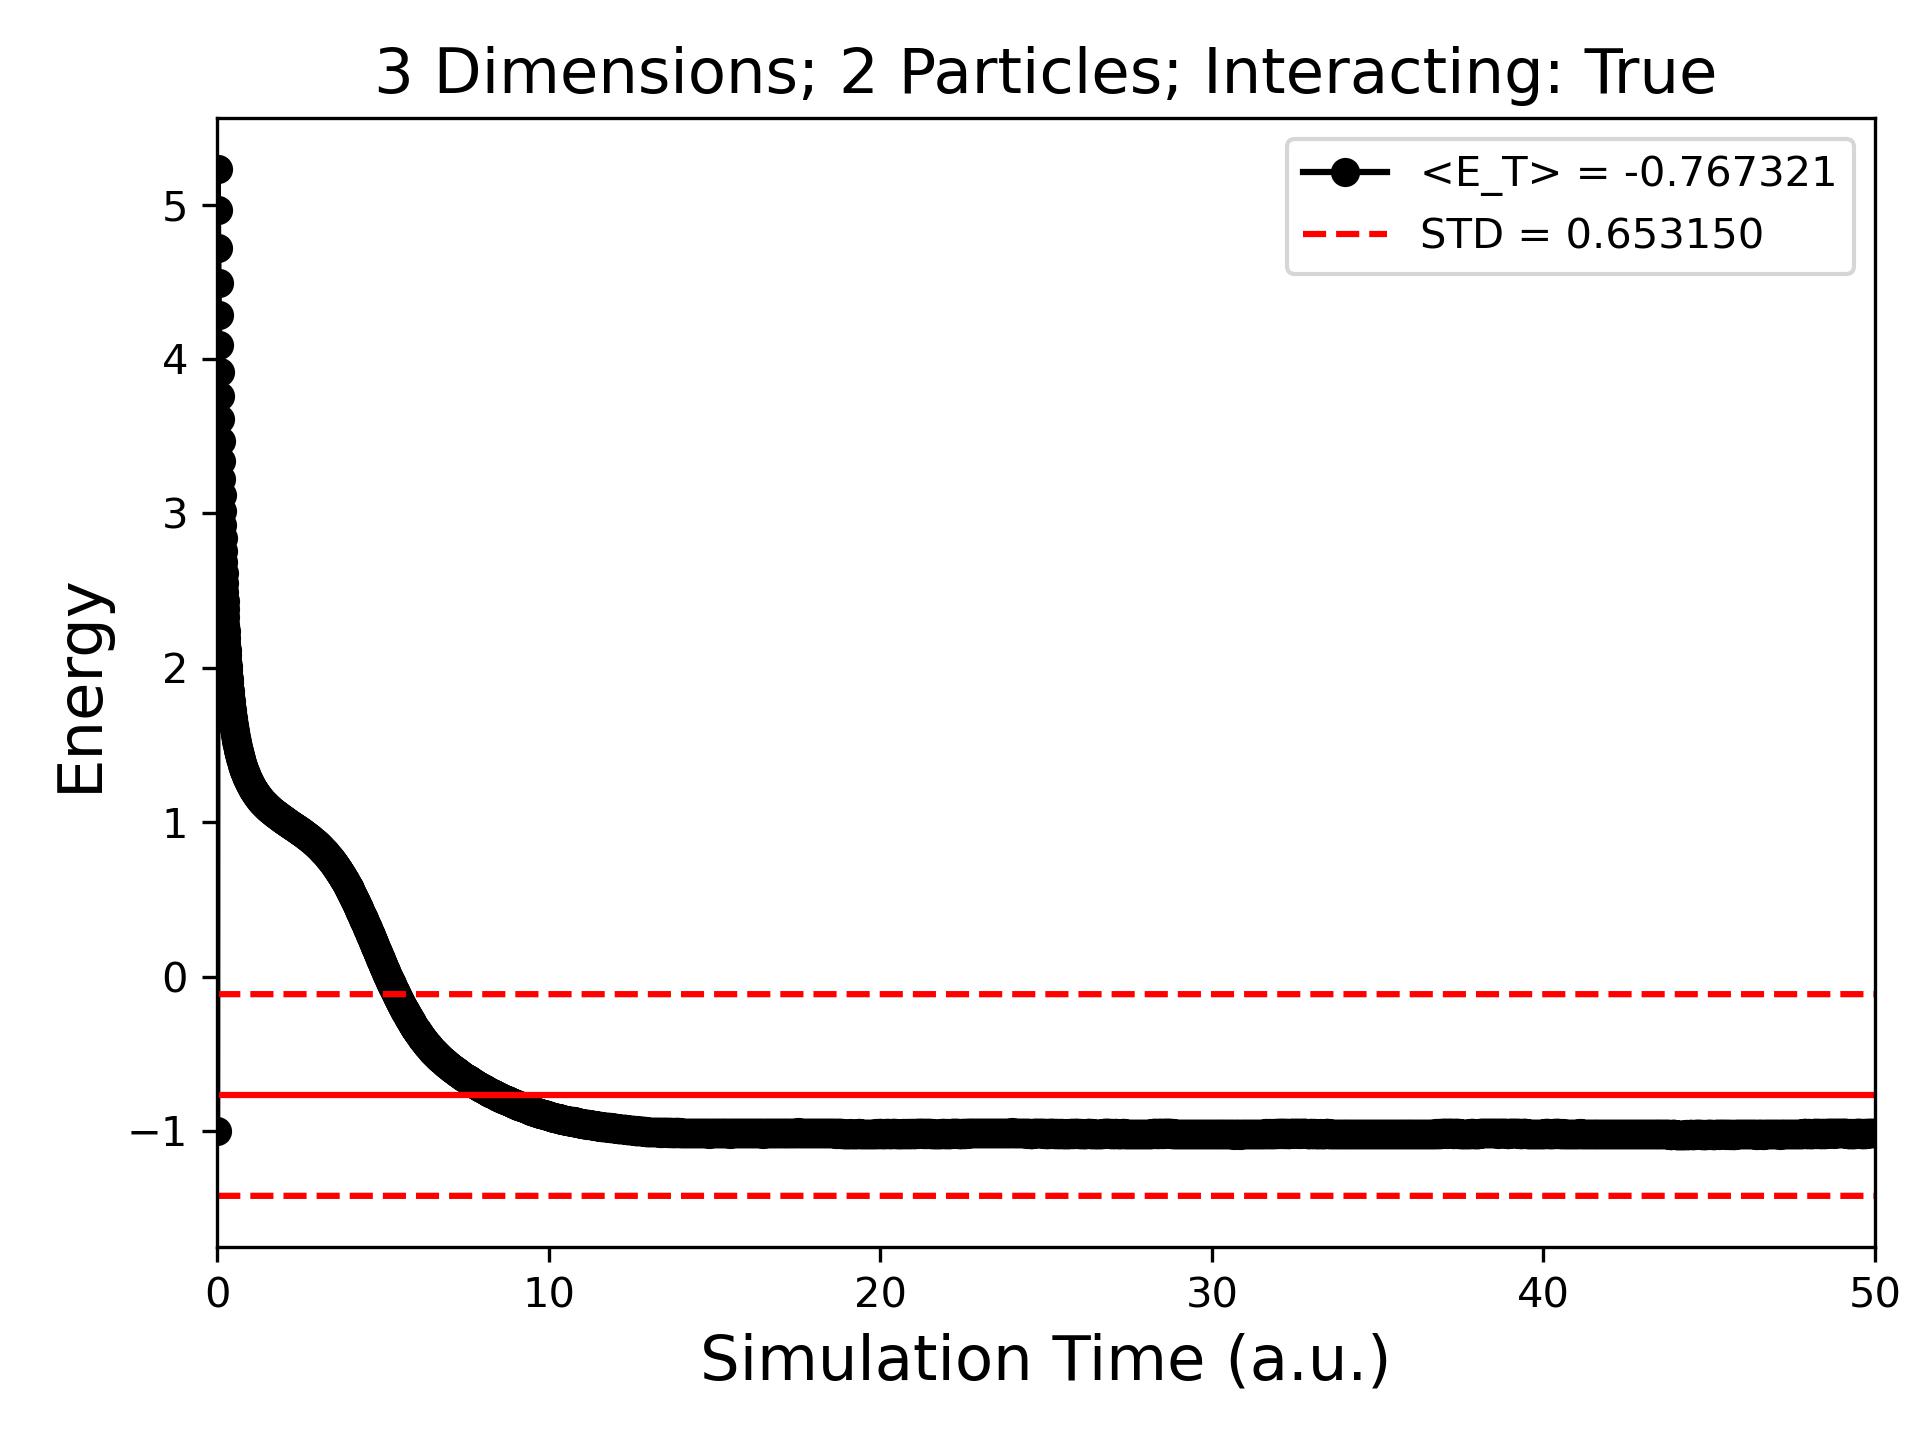 3 Dimensions; 2 Particles; Interacting: True
<E_T> = -0.767321
STD = 0.653150
Energy
5
4
3
2
1
0
−1
0 10 20 30 40 50
Simulation Time (a.u.)